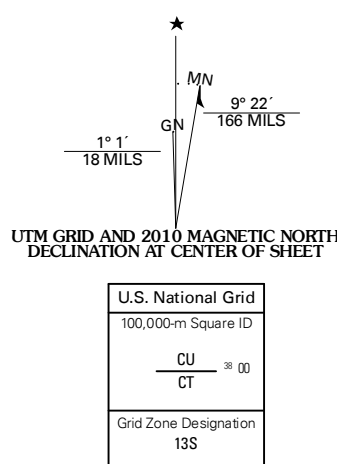 ★
MN
GN
9° 22´
166 MILS
1° 1´
18 MILS
UTM GRID AND 2010 MAGNETIC NORTH
DECLINATION AT CENTER OF SHEET
U.S. National Grid
100,000-m Square ID
CU
CT
38 00
Grid Zone Designation
13S